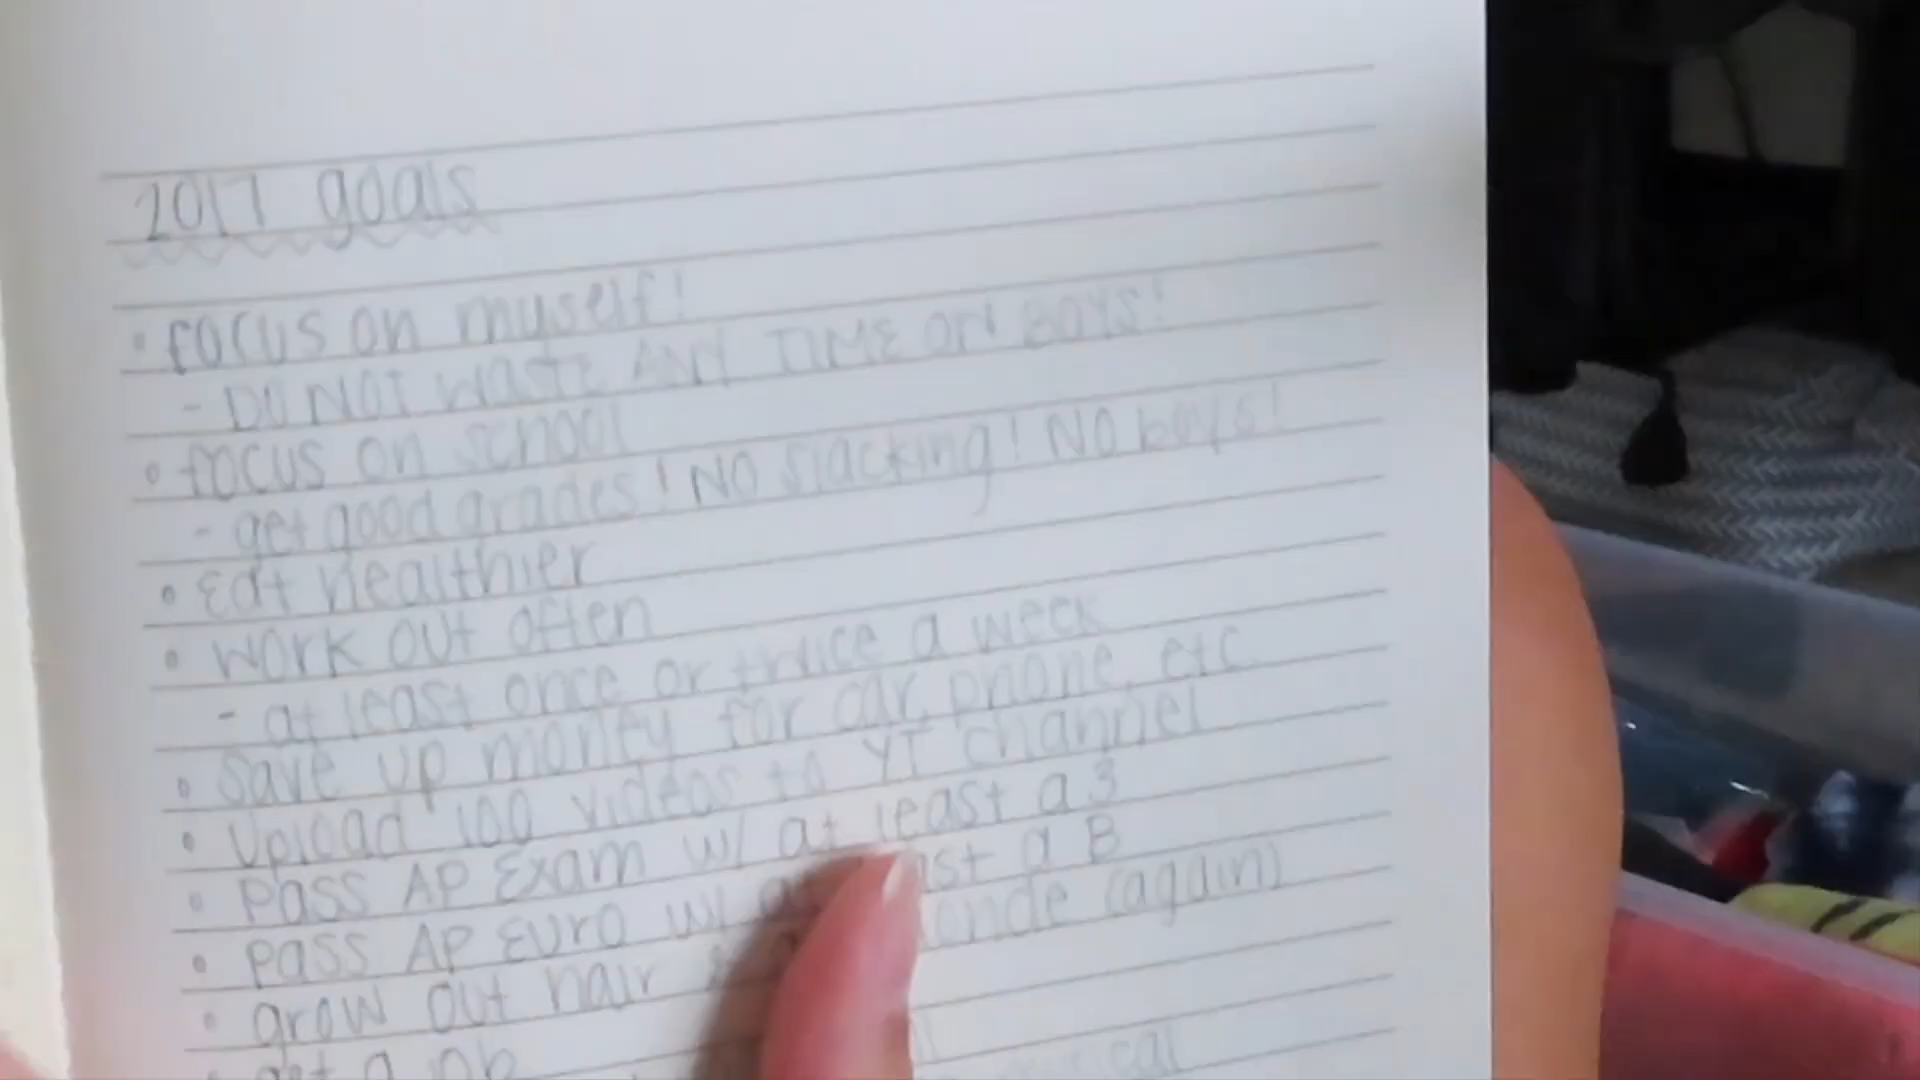 2017 goals
• focus on myself!
- DO NOT WASTE ANY TIME ON BOYS!
• focus on school
- get good grades! NO slacking! NO boys!
• Eat healthier
• work out often
- at least once or twice a week
• Save up money for car, phone, etc.
• Upload 100 videos to YT channel
• Pass AP Exam w/ at least a 3
• Pass AP Euro w/ a B
• grow out hair (again)
• get a job